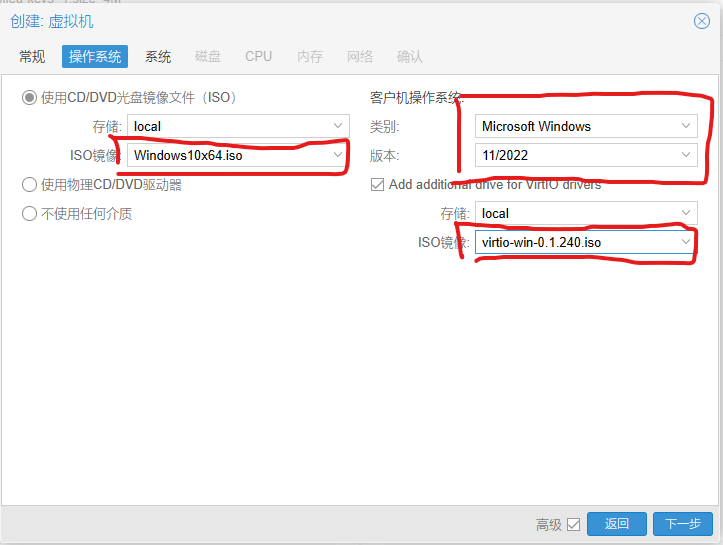 创建: 虚拟机
常规 操作系统 系统 磁盘 CPU 内存 网络 确认
使用CD/DVD光盘镜像文件（ISO）
存储: local
ISO镜像: Windows10x64.iso
使用物理CD/DVD驱动器
不使用任何介质
客户机操作系统:
类别: Microsoft Windows
版本: 11/2022
Add additional drive for VirtIO drivers
存储: local
ISO镜像: virtio-win-0.1.240.iso
高级 返回 下一步